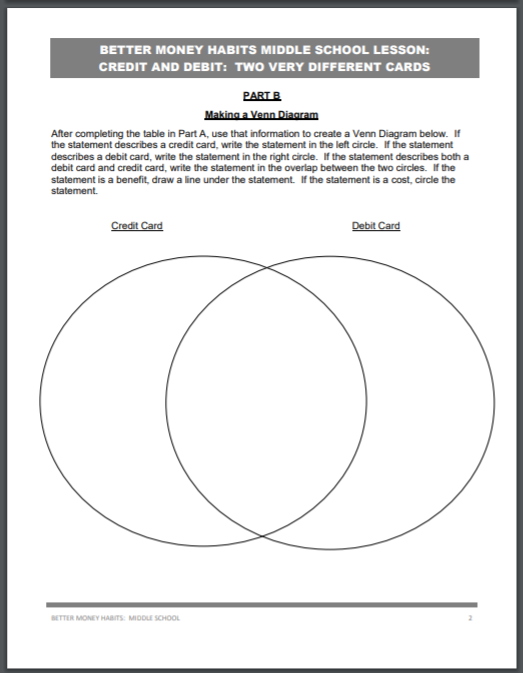 BETTER MONEY HABITS MIDDLE SCHOOL LESSON:
CREDIT AND DEBIT:  TWO VERY DIFFERENT CARDS
PART B
Making a Venn Diagram
After completing the table in Part A, use that information to create a Venn Diagram below.  If
the statement describes a credit card, write the statement in the left circle.  If the statement
describes a debit card, write the statement in the right circle.  If the statement describes both a
debit card and credit card, write the statement in the overlap between the two circles.  If the
statement is a benefit, draw a line under the statement.  If the statement is a cost, circle the
statement.
Credit Card
Debit Card
BETTER MONEY HABITS:  MIDDLE SCHOOL
2